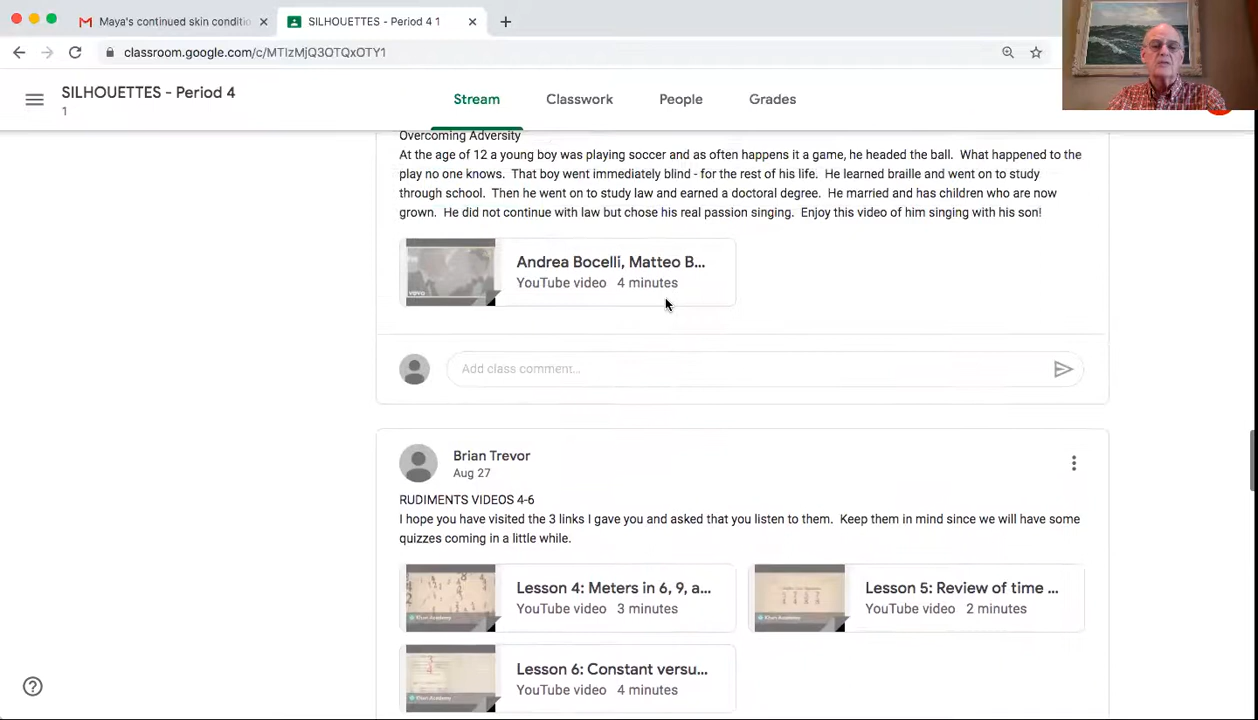 Maya's continued skin conditio
SILHOUETTES - Period 4 1
classroom.google.com/c/MTIzMjQ3OTQxOTY1
SILHOUETTES - Period 4
1
Stream
Classwork
People
Grades
Overcoming Adversity
At the age of 12 a young boy was playing soccer and as often happens it a game, he headed the ball. What happened to the
play no one knows. That boy went immediately blind - for the rest of his life. He learned braille and went on to study
through school. Then he went on to study law and earned a doctoral degree. He married and has children who are now
grown. He did not continue with law but chose his real passion singing. Enjoy this video of him singing with his son!
Andrea Bocelli, Matteo B...
YouTube video 4 minutes
vevo
Add class comment...
Brian Trevor
Aug 27
RUDIMENTS VIDEOS 4-6
I hope you have visited the 3 links I gave you and asked that you listen to them. Keep them in mind since we will have some
quizzes coming in a little while.
Lesson 4: Meters in 6, 9, a...
YouTube video 3 minutes
Khan Academy
Lesson 5: Review of time ...
YouTube video 2 minutes
Khan Academy
Lesson 6: Constant versu...
YouTube video 4 minutes
Khan Academy